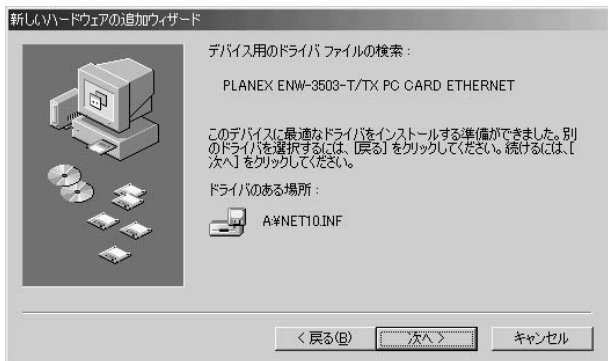 新しいハードウェアの追加ウィザード
デバイス用のドライバ ファイルの検索 :
PLANEX ENW-3503-T/TX PC CARD ETHERNET
このデバイスに最適なドライバをインストールする準備ができました。別
のドライバを選択するには、[戻る] をクリックしてください。続けるには、[
次へ] をクリックしてください。
ドライバのある場所 :
A:¥NET10.INF
< 戻る(B)
次へ >
キャンセル